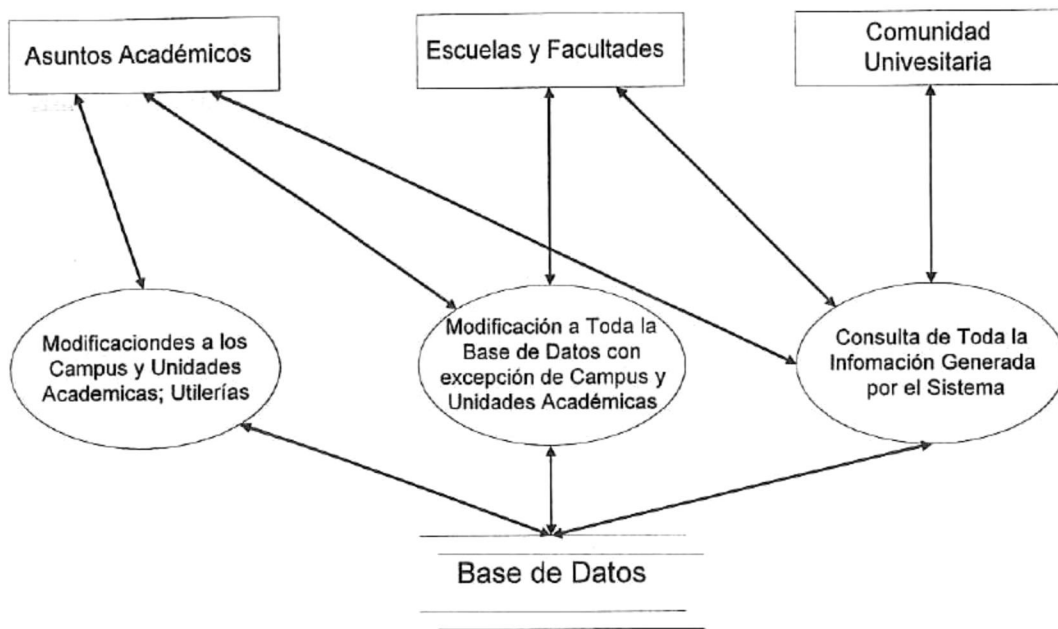 Asuntos Académicos
Escuelas y Facultades
Comunidad
Univesitaria
Modificaciondes a los
Campus y Unidades
Academicas; Utilerías
Modificación a Toda la
Base de Datos con
excepción de Campus y
Unidades Académicas
Consulta de Toda la
Infomación Generada
por el Sistema
Base de Datos